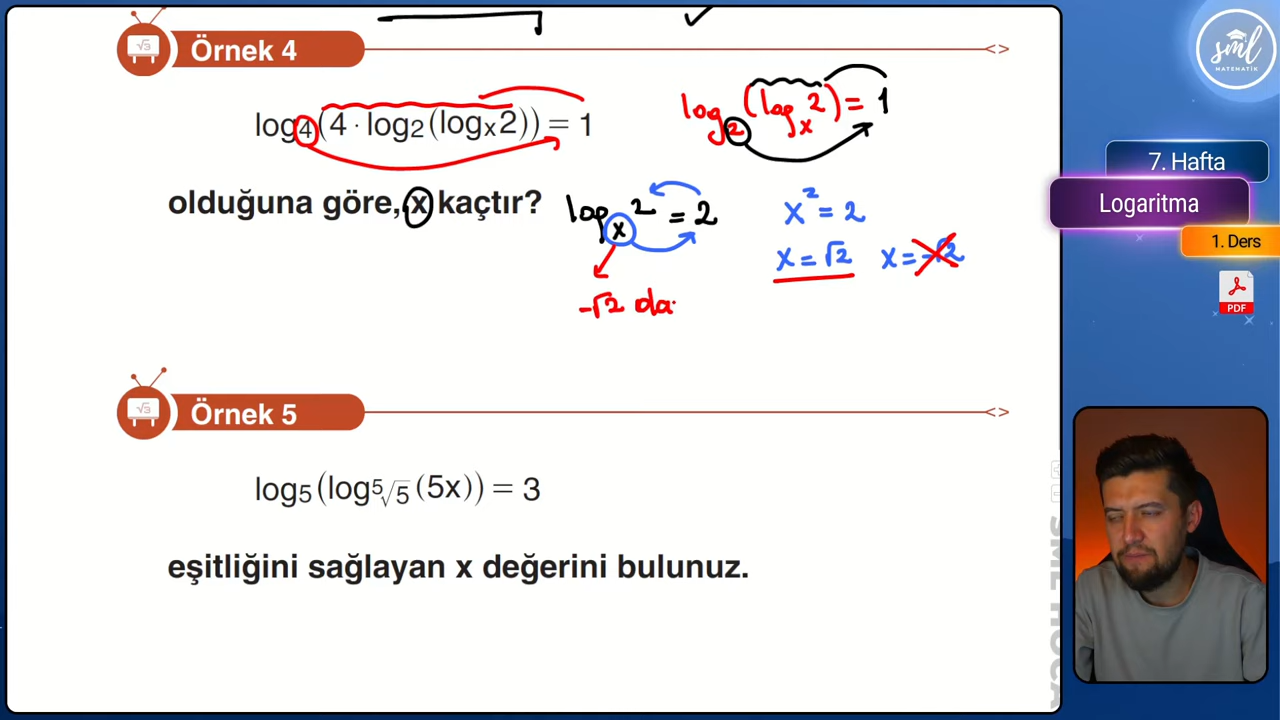 Örnek 4
log₄(4 · log₂(logₓ2)) = 1
log₂(logₓ2) = 1
olduğuna göre, x kaçtır?
logₓ2 = 2
x² = 2
x = √2 x = -√2
-√2 da
Örnek 5
log₅(log ⁵√5 (5x)) = 3
eşitliğini sağlayan x değerini bulunuz.
sml
MATEMATİK
7. Hafta
Logaritma
1. Ders
PDF